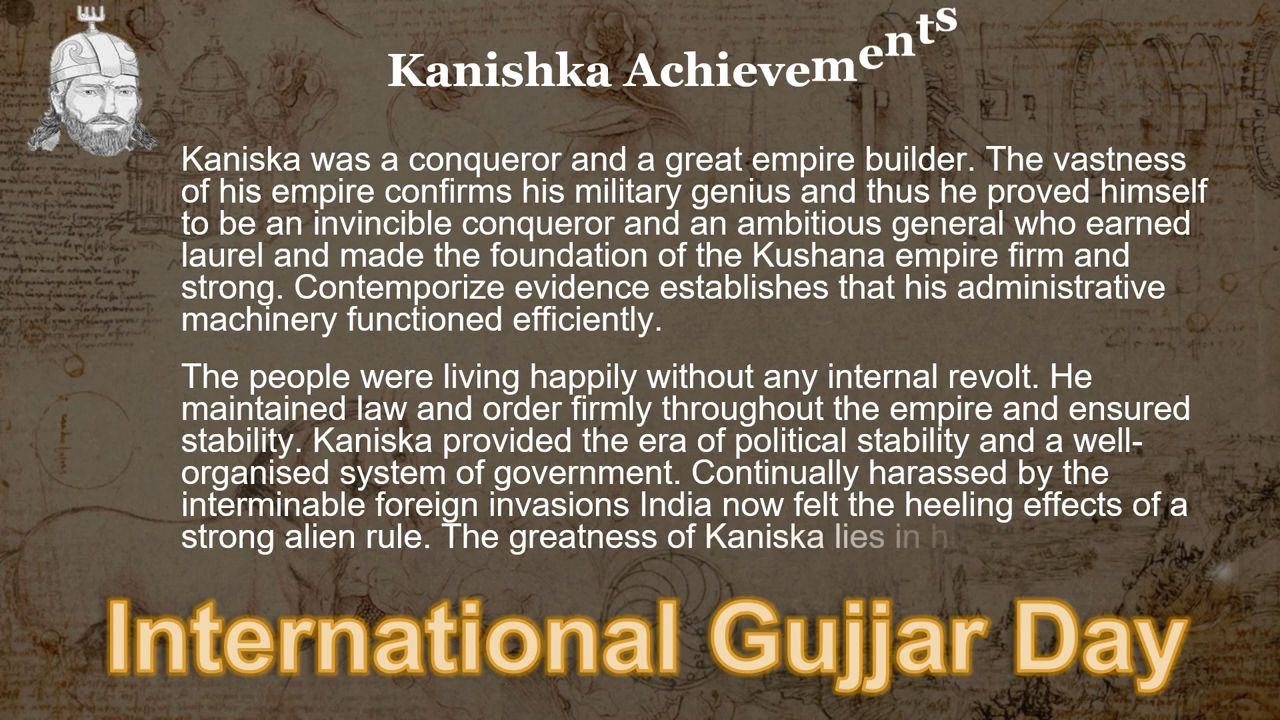 Kanishka Achievements
Kaniska was a conqueror and a great empire builder. The vastness
of his empire confirms his military genius and thus he proved himself
to be an invincible conqueror and an ambitious general who earned
laurel and made the foundation of the Kushana empire firm and
strong. Contemporize evidence establishes that his administrative
machinery functioned efficiently.
The people were living happily without any internal revolt. He
maintained law and order firmly throughout the empire and ensured
stability. Kaniska provided the era of political stability and a well-
organised system of government. Continually harassed by the
interminable foreign invasions India now felt the heeling effects of a
strong alien rule. The greatness of Kaniska lies in h
International Gujjar Day